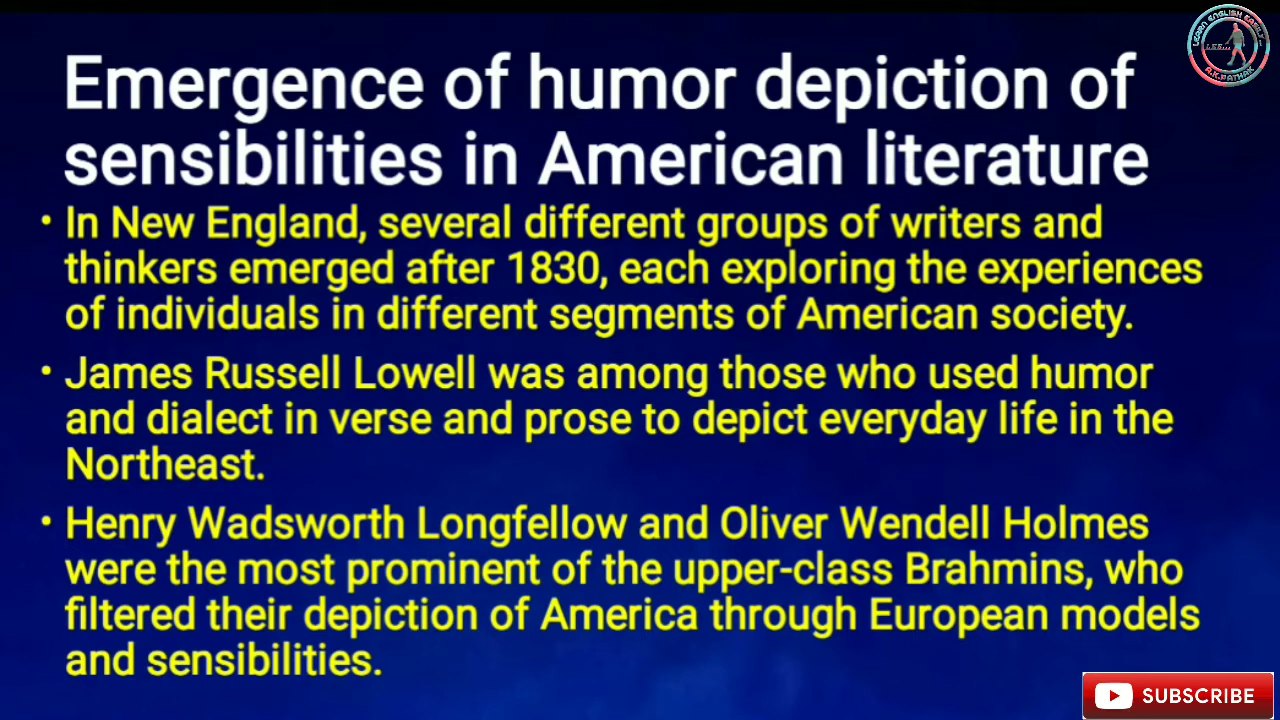 Emergence of humor depiction of
sensibilities in American literature
• In New England, several different groups of writers and
thinkers emerged after 1830, each exploring the experiences
of individuals in different segments of American society.
• James Russell Lowell was among those who used humor
and dialect in verse and prose to depict everyday life in the
Northeast.
• Henry Wadsworth Longfellow and Oliver Wendell Holmes
were the most prominent of the upper-class Brahmins, who
filtered their depiction of America through European models
and sensibilities.
LEARN ENGLISH EASILY
A.K.PATHAK
SUBSCRIBE